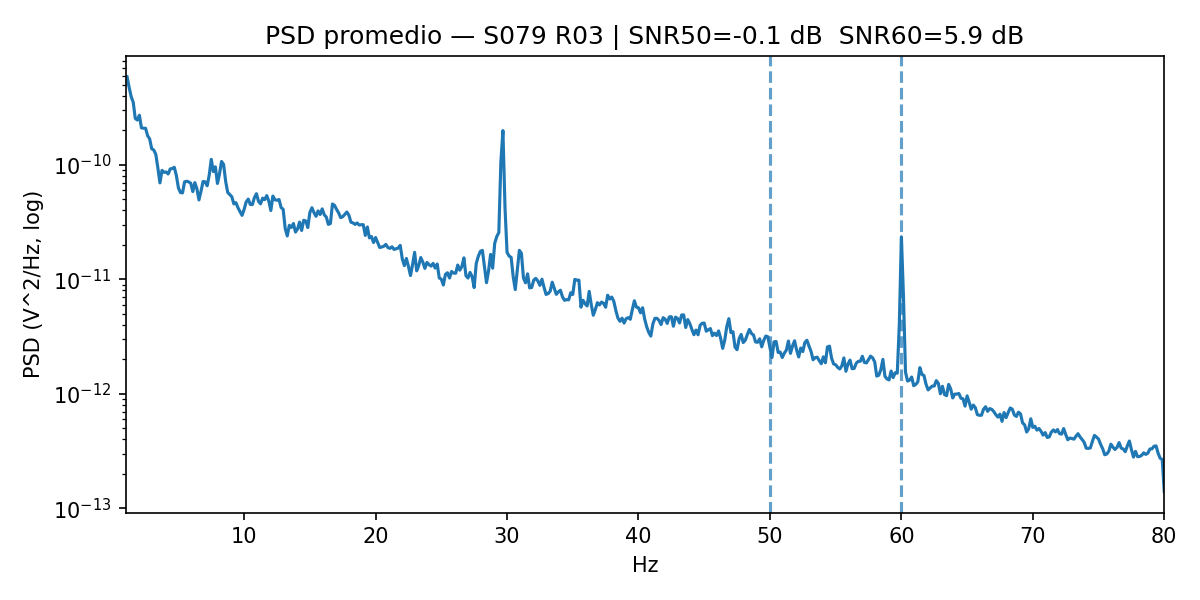 PSD promedio — S079 R03 | SNR50=-0.1 dB  SNR60=5.9 dB
PSD (V^2/Hz, log)
10⁻¹⁰
10⁻¹¹
10⁻¹²
10⁻¹³
10 20 30 40 50 60 70 80
Hz